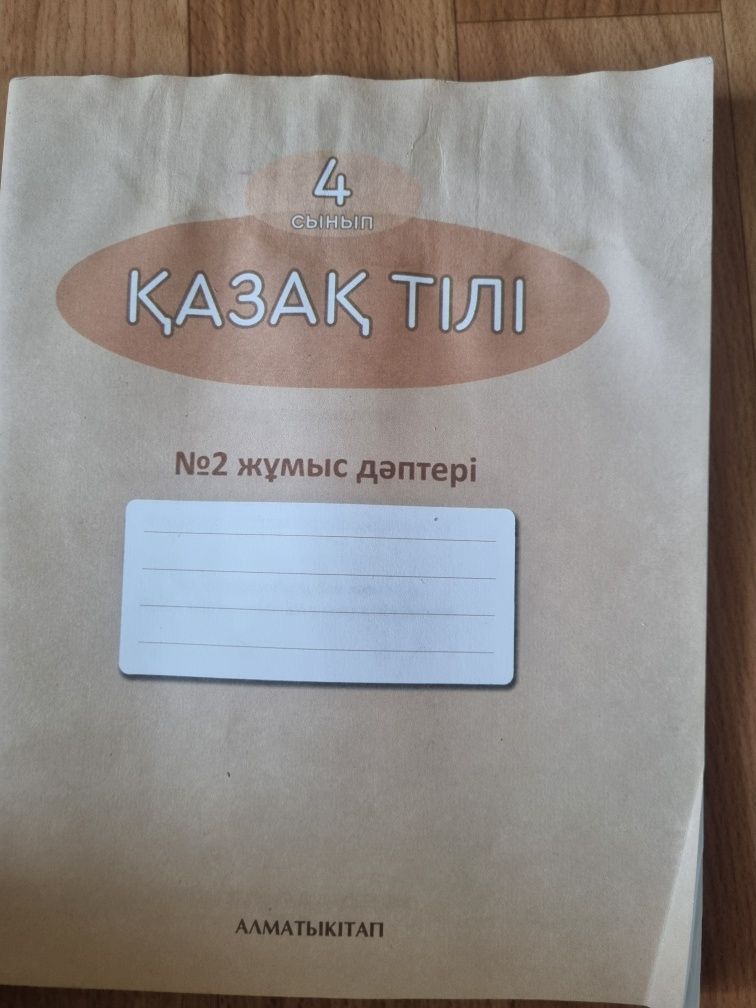 4
СЫНЫП
ҚАЗАҚ ТІЛІ
№2 жұмыс дәптері
АЛМАТЫКІТАП